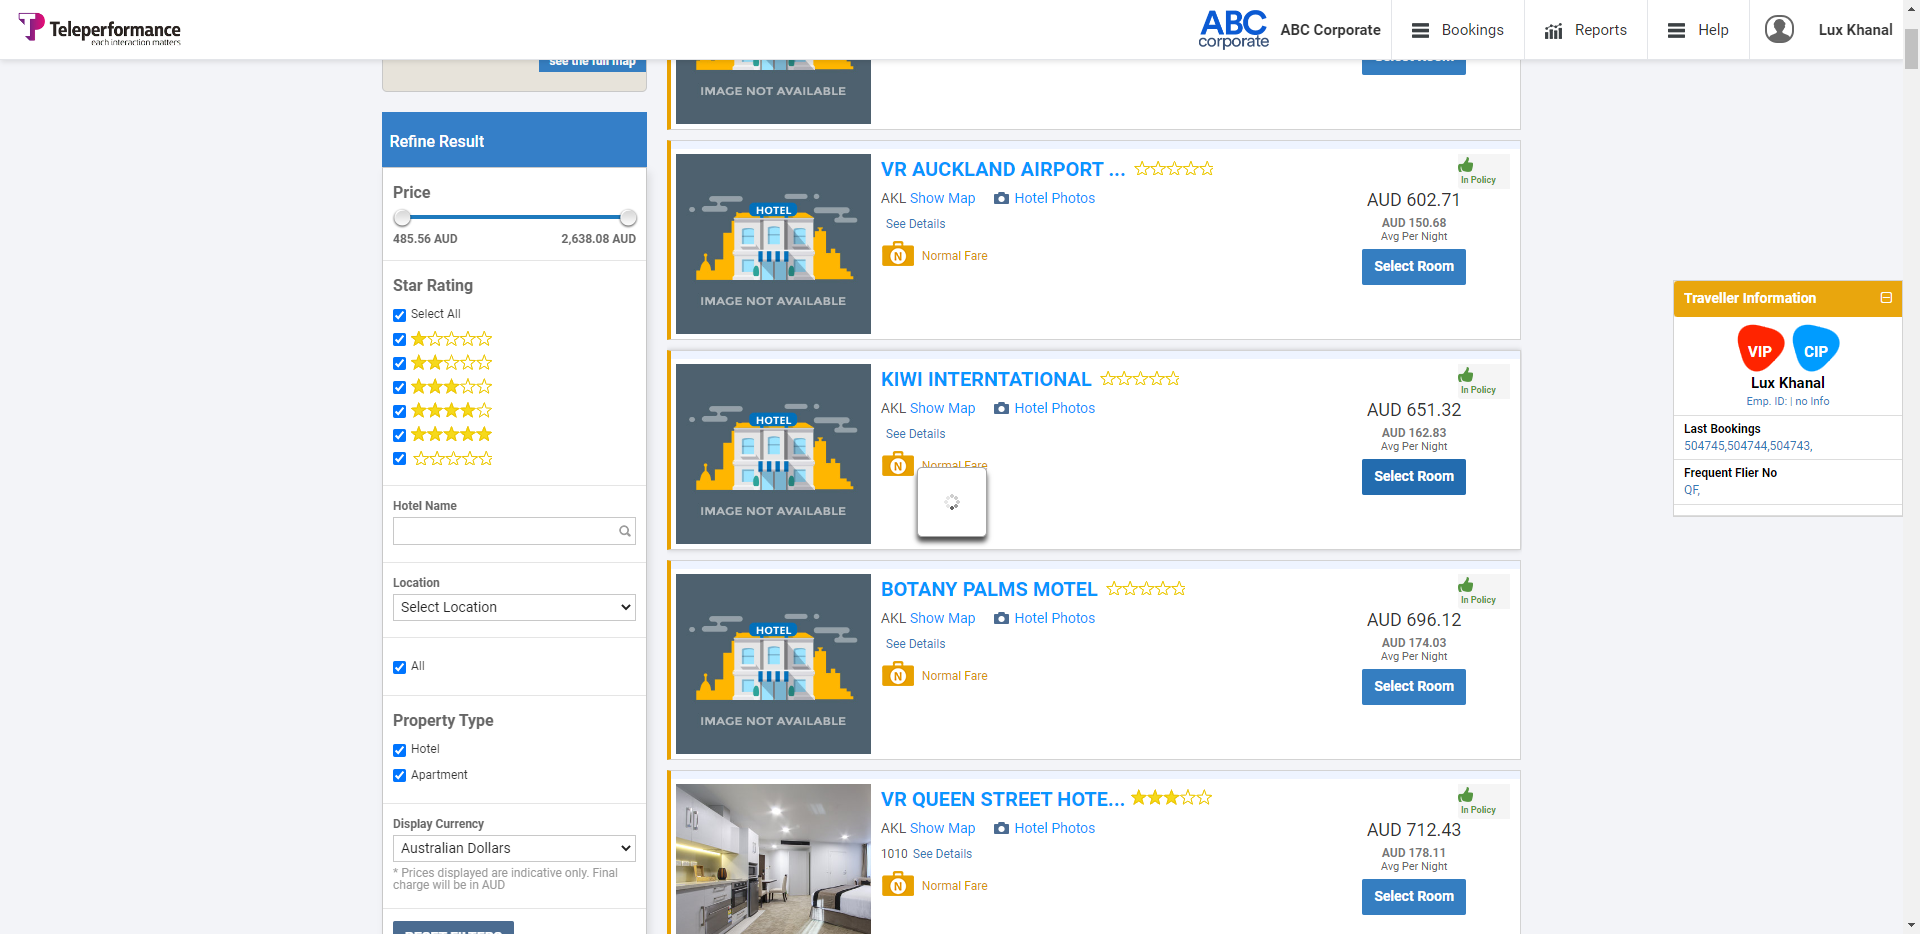 Teleperformance
each interaction matters
ABC
corporate
ABC Corporate
Bookings
Reports
Help
Lux Khanal
see the full map
Refine Result
Price
485.56 AUD
2,638.08 AUD
Star Rating
Select All
Hotel Name
Location
Select Location
All
Property Type
Hotel
Apartment
Display Currency
Australian Dollars
* Prices displayed are indicative only. Final
charge will be in AUD
RESET FILTERS
IMAGE NOT AVAILABLE
Select Room
HOTEL
IMAGE NOT AVAILABLE
VR AUCKLAND AIRPORT ...
AKL Show Map
Hotel Photos
See Details
N
Normal Fare
In Policy
AUD 602.71
AUD 150.68
Avg Per Night
Select Room
HOTEL
IMAGE NOT AVAILABLE
KIWI INTERNTATIONAL
AKL Show Map
Hotel Photos
See Details
N
Normal Fare
In Policy
AUD 651.32
AUD 162.83
Avg Per Night
Select Room
HOTEL
IMAGE NOT AVAILABLE
BOTANY PALMS MOTEL
AKL Show Map
Hotel Photos
See Details
N
Normal Fare
In Policy
AUD 696.12
AUD 174.03
Avg Per Night
Select Room
VR QUEEN STREET HOTE...
AKL Show Map
Hotel Photos
1010 See Details
N
Normal Fare
In Policy
AUD 712.43
AUD 178.11
Avg Per Night
Select Room
Traveller Information
VIP
CIP
Lux Khanal
Emp. ID: | no Info
Last Bookings
504745,504744,504743,
Frequent Flier No
QF,